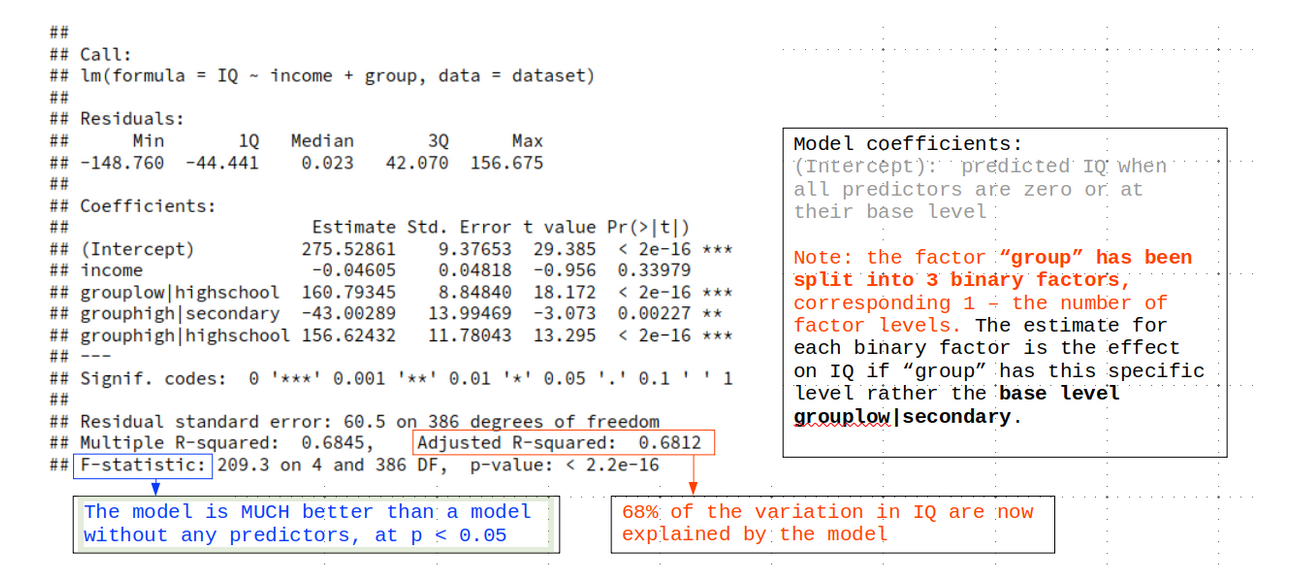 ##
## Call:
## lm(formula = IQ ~ income + group, data = dataset)
##
## Residuals:
## Min 1Q Median 3Q Max
## -148.760 -44.441 0.023 42.070 156.675
##
## Coefficients:
## Estimate Std. Error t value Pr(>|t|)
## (Intercept) 275.52861 9.37653 29.385 < 2e-16 ***
## income -0.04605 0.04818 -0.956 0.33979
## grouplow|highschool 160.79345 8.84840 18.172 < 2e-16 ***
## grouphigh|secondary -43.00289 13.99469 -3.073 0.00227 **
## grouphigh|highschool 156.62432 11.78043 13.295 < 2e-16 ***
## ---
## Signif. codes: 0 '***' 0.001 '**' 0.01 '*' 0.05 '.' 0.1 ' ' 1
##
## Residual standard error: 60.5 on 386 degrees of freedom
## Multiple R-squared: 0.6845, Adjusted R-squared: 0.6812
## F-statistic: 209.3 on 4 and 386 DF, p-value: < 2.2e-16
Model coefficients:
(Intercept): predicted IQ when
all predictors are zero or at
their base level
Note: the factor “group” has been
split into 3 binary factors,
corresponding 1 – the number of
factor levels. The estimate for
each binary factor is the effect
on IQ if “group” has this specific
level rather the base level
grouplow|secondary.
The model is MUCH better than a model
without any predictors, at p < 0.05
68% of the variation in IQ are now
explained by the model